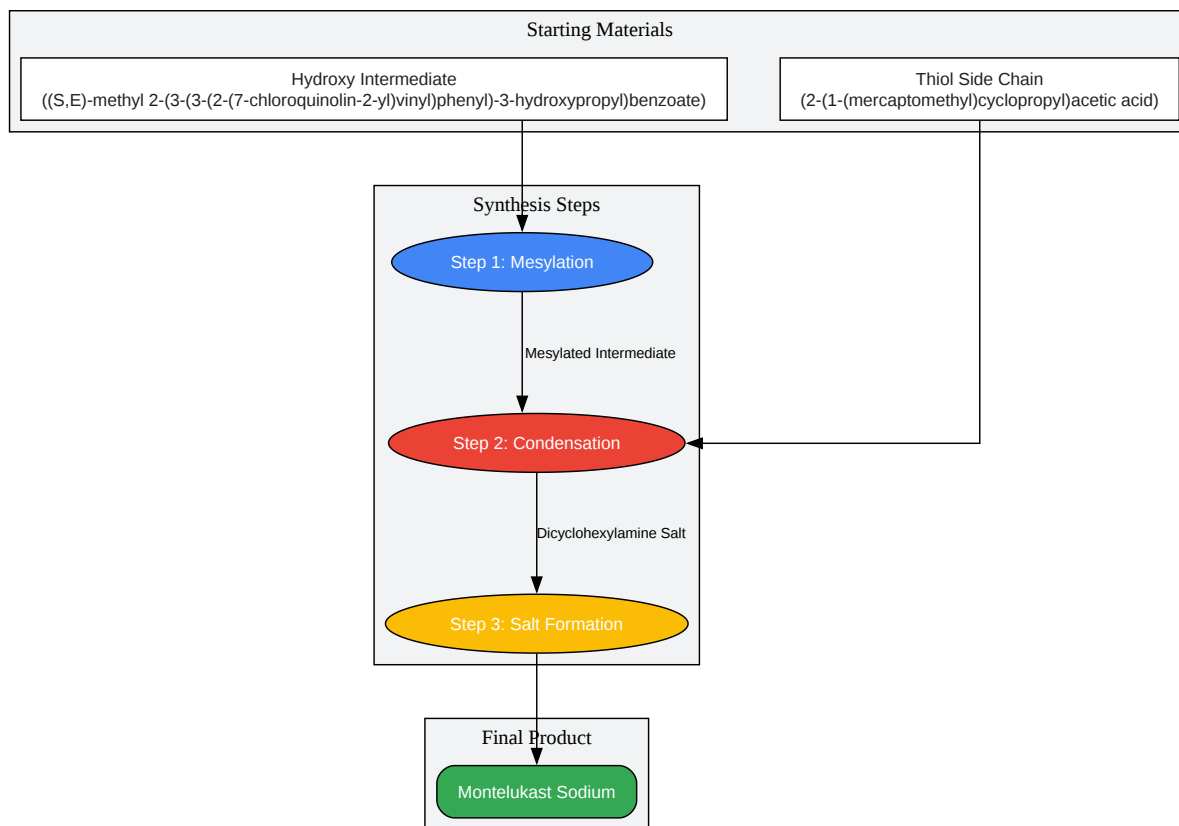 Starting Materials
Hydroxy Intermediate
((S,E)-methyl 2-(3-(3-(2-(7-chloroquinolin-2-yl)vinyl)phenyl)-3-hydroxypropyl)benzoate)
Thiol Side Chain
(2-(1-(mercaptomethyl)cyclopropyl)acetic acid)
Synthesis Steps
Step 1: Mesylation
Mesylated Intermediate
Step 2: Condensation
Dicyclohexylamine Salt
Step 3: Salt Formation
Final Product
Montelukast Sodium